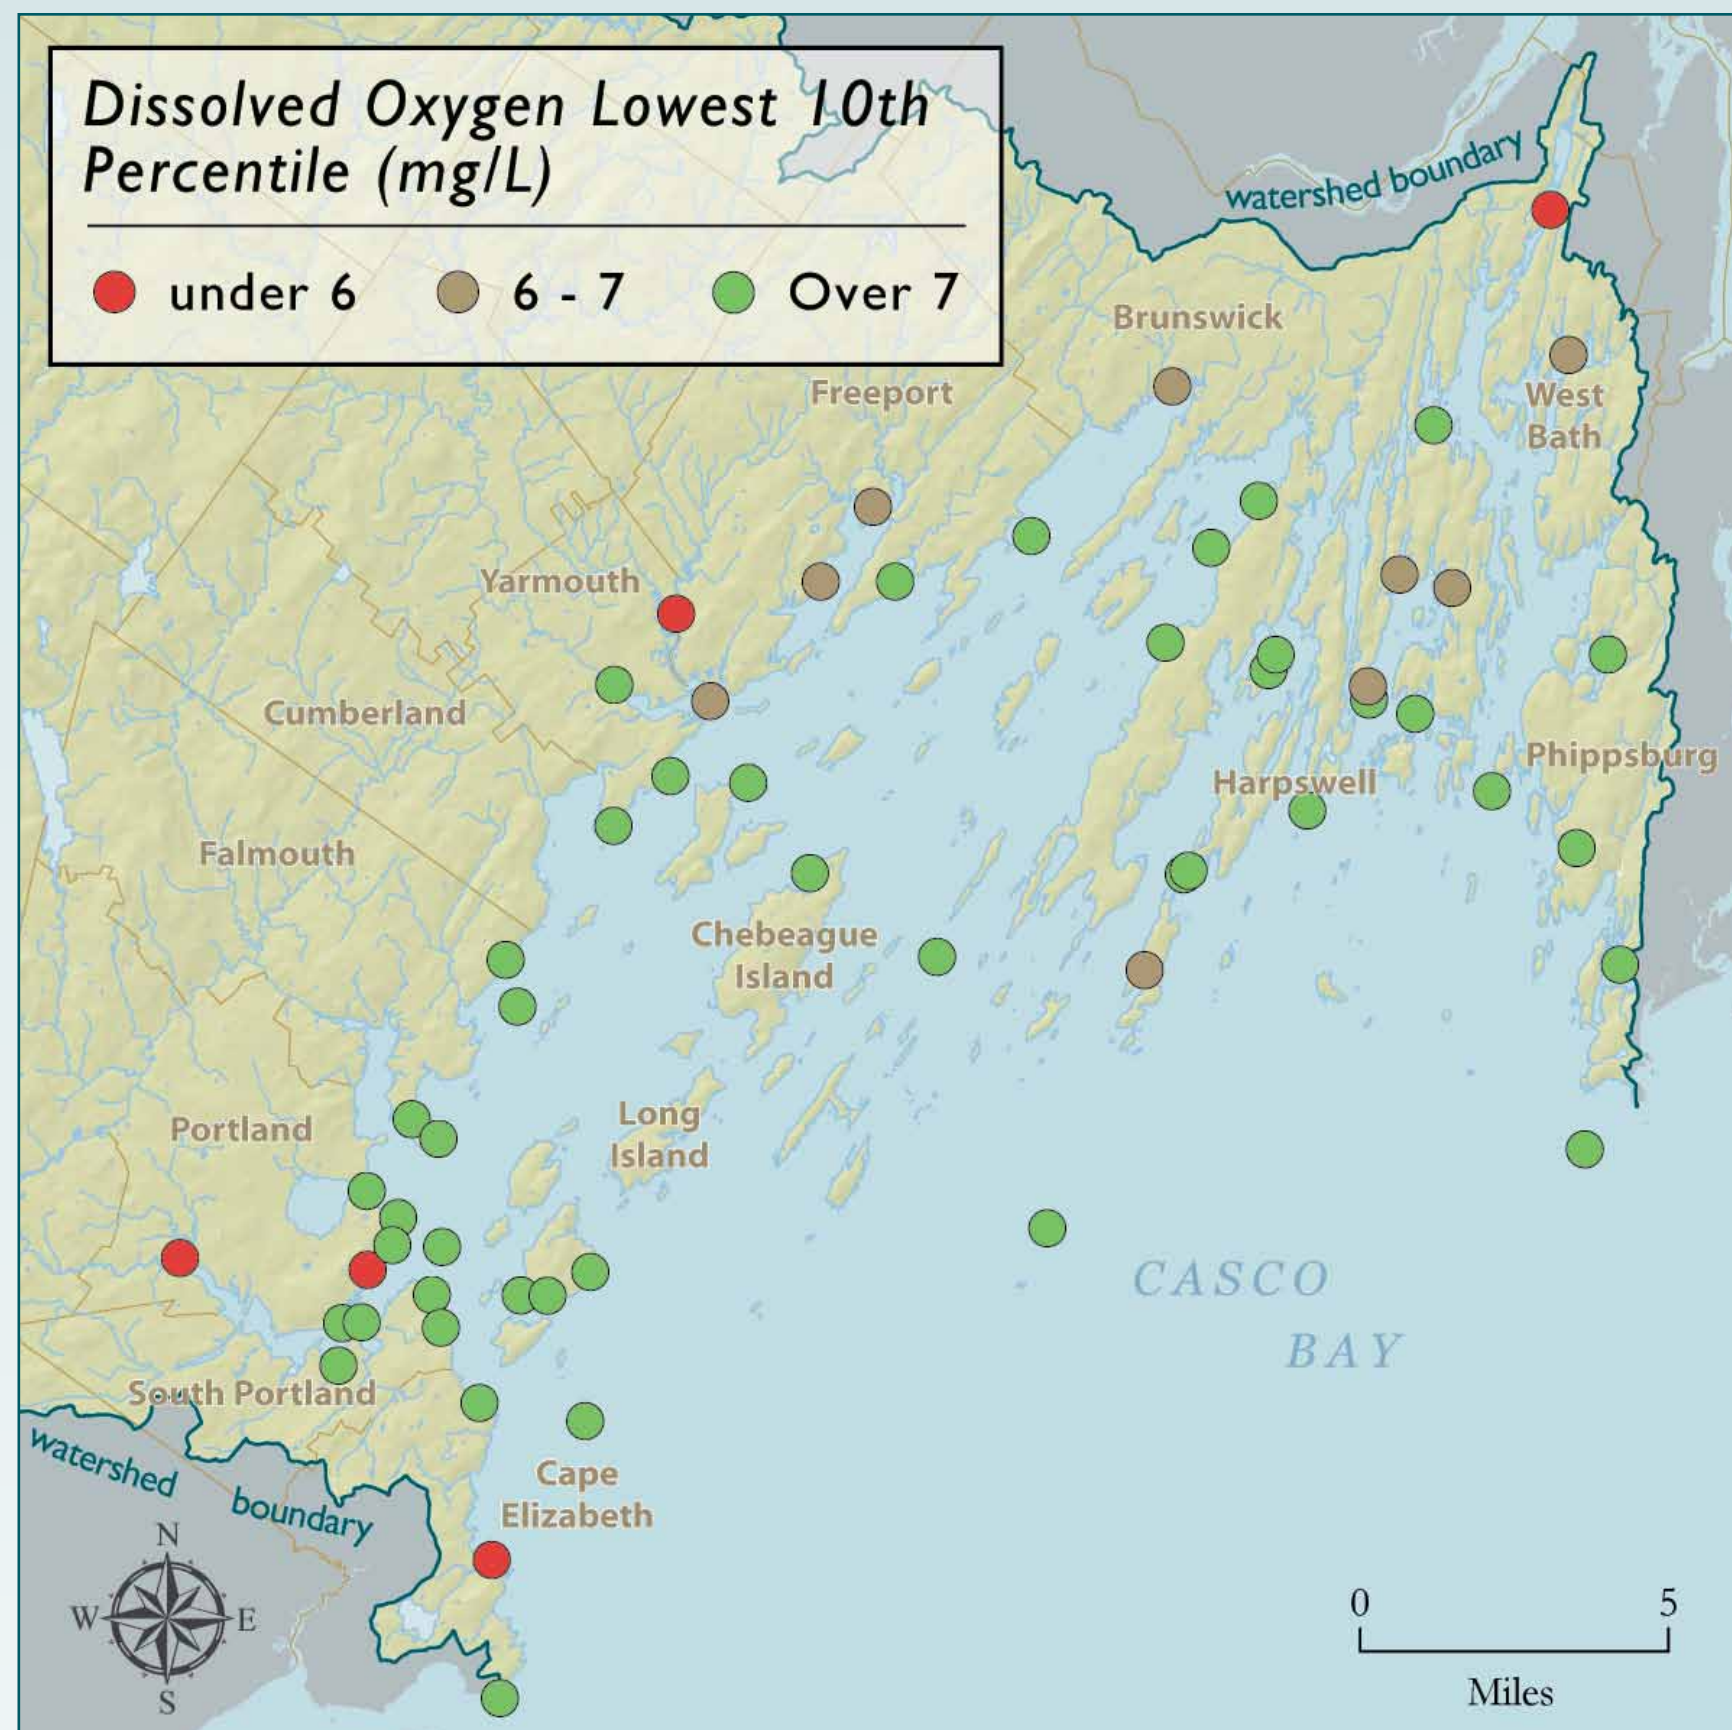 Dissolved Oxygen Lowest 10th
Percentile (mg/L)
under 6
6 - 7
Over 7
watershed boundary
Brunswick
Freeport
West
Bath
Yarmouth
Cumberland
Phippsburg
Harpswell
Falmouth
Chebeague
Island
Long
Island
Portland
CASCO
BAY
South Portland
watershed boundary
Cape
Elizabeth
N
W E
S
0 5
Miles